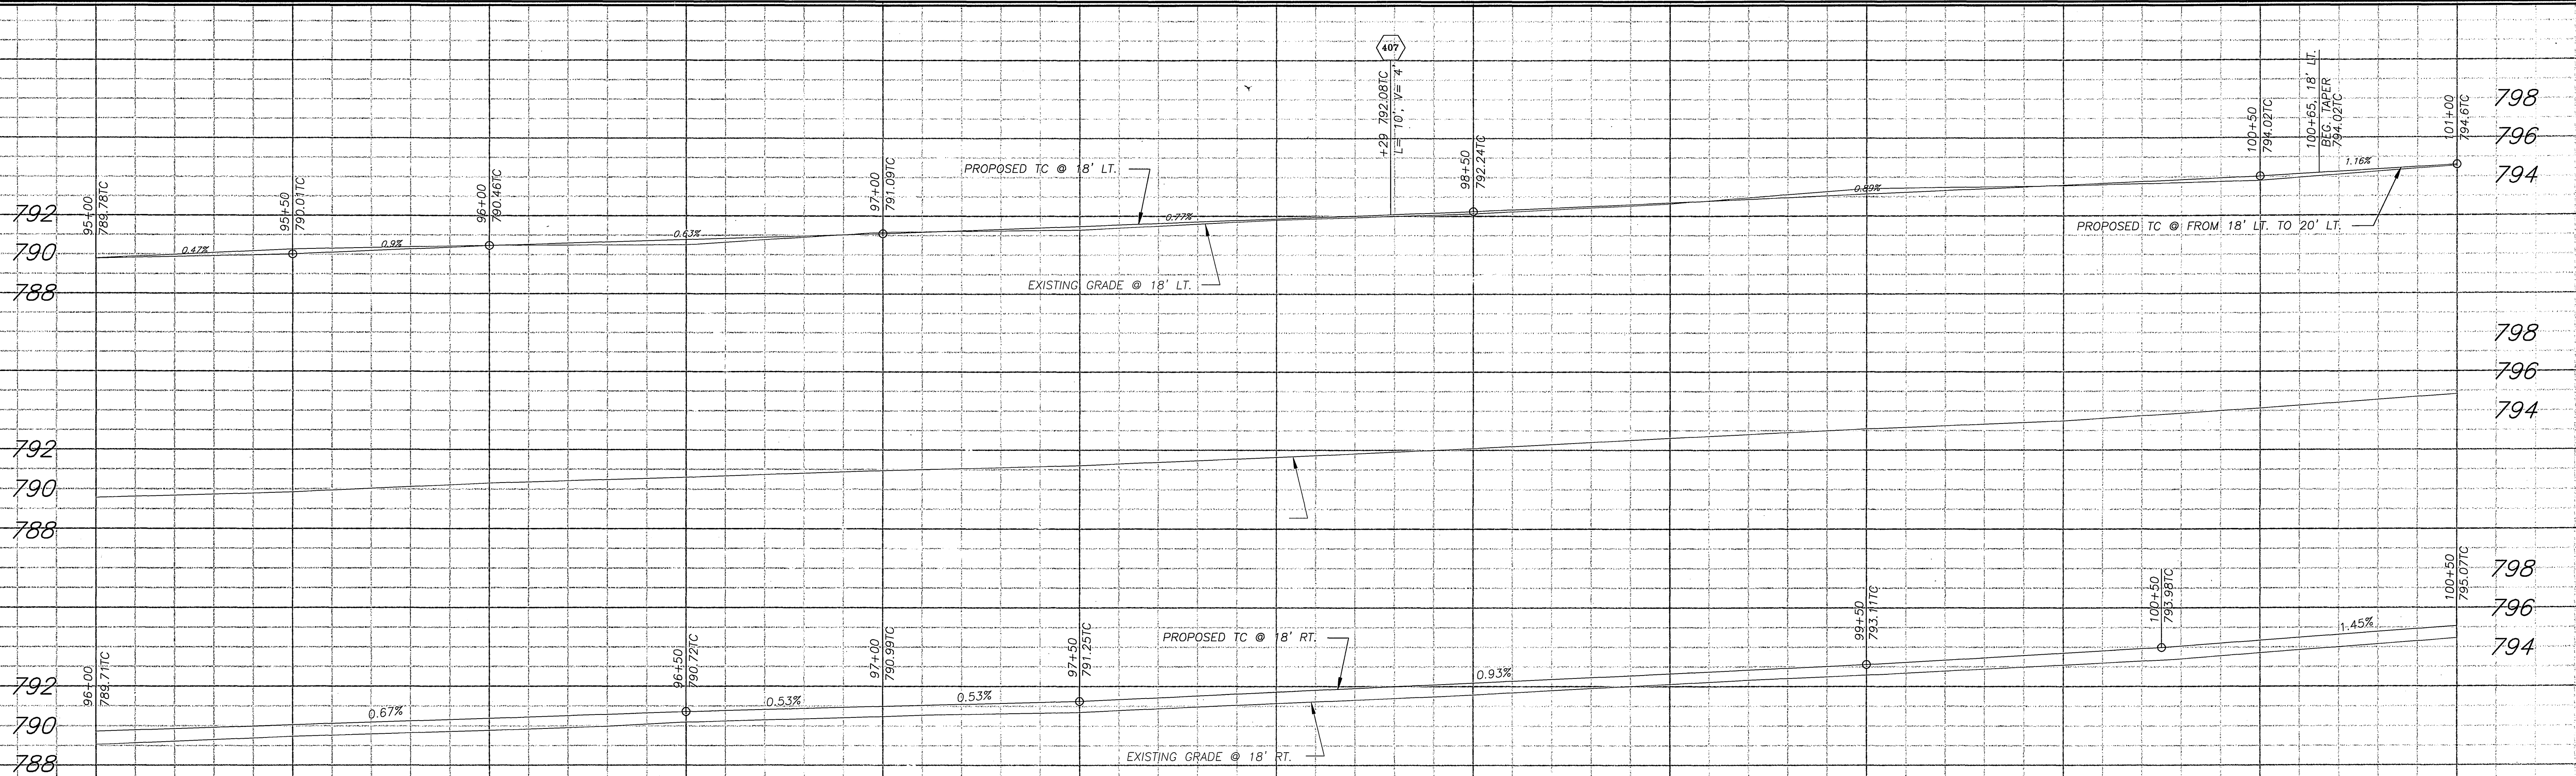 407
+29 792.08TC
L= 10', V= 4'
95+00
789.78TC
95+50
790.01TC
96+00
790.46TC
97+00
791.09TC
98+50
792.24TC
100+50
794.02TC
100+65, 18' LT.
BEG. TAPER
794.02TC
101+00
794.6TC
0.47%
0.9%
0.63%
0.77%
0.89%
1.16%
PROPOSED TC @ 18' LT.
EXISTING GRADE @ 18' LT.
PROPOSED TC @ FROM 18' LT. TO 20' LT.
792
790
788
798
796
794
792
790
788
798
796
794
96+00
789.71TC
96+50
790.72TC
97+00
790.99TC
97+50
791.25TC
99+50
793.11TC
100+50
793.98TC
100+50
795.07TC
0.67%
0.53%
0.53%
0.93%
1.45%
PROPOSED TC @ 18' RT.
EXISTING GRADE @ 18' RT.
792
790
788
798
796
794